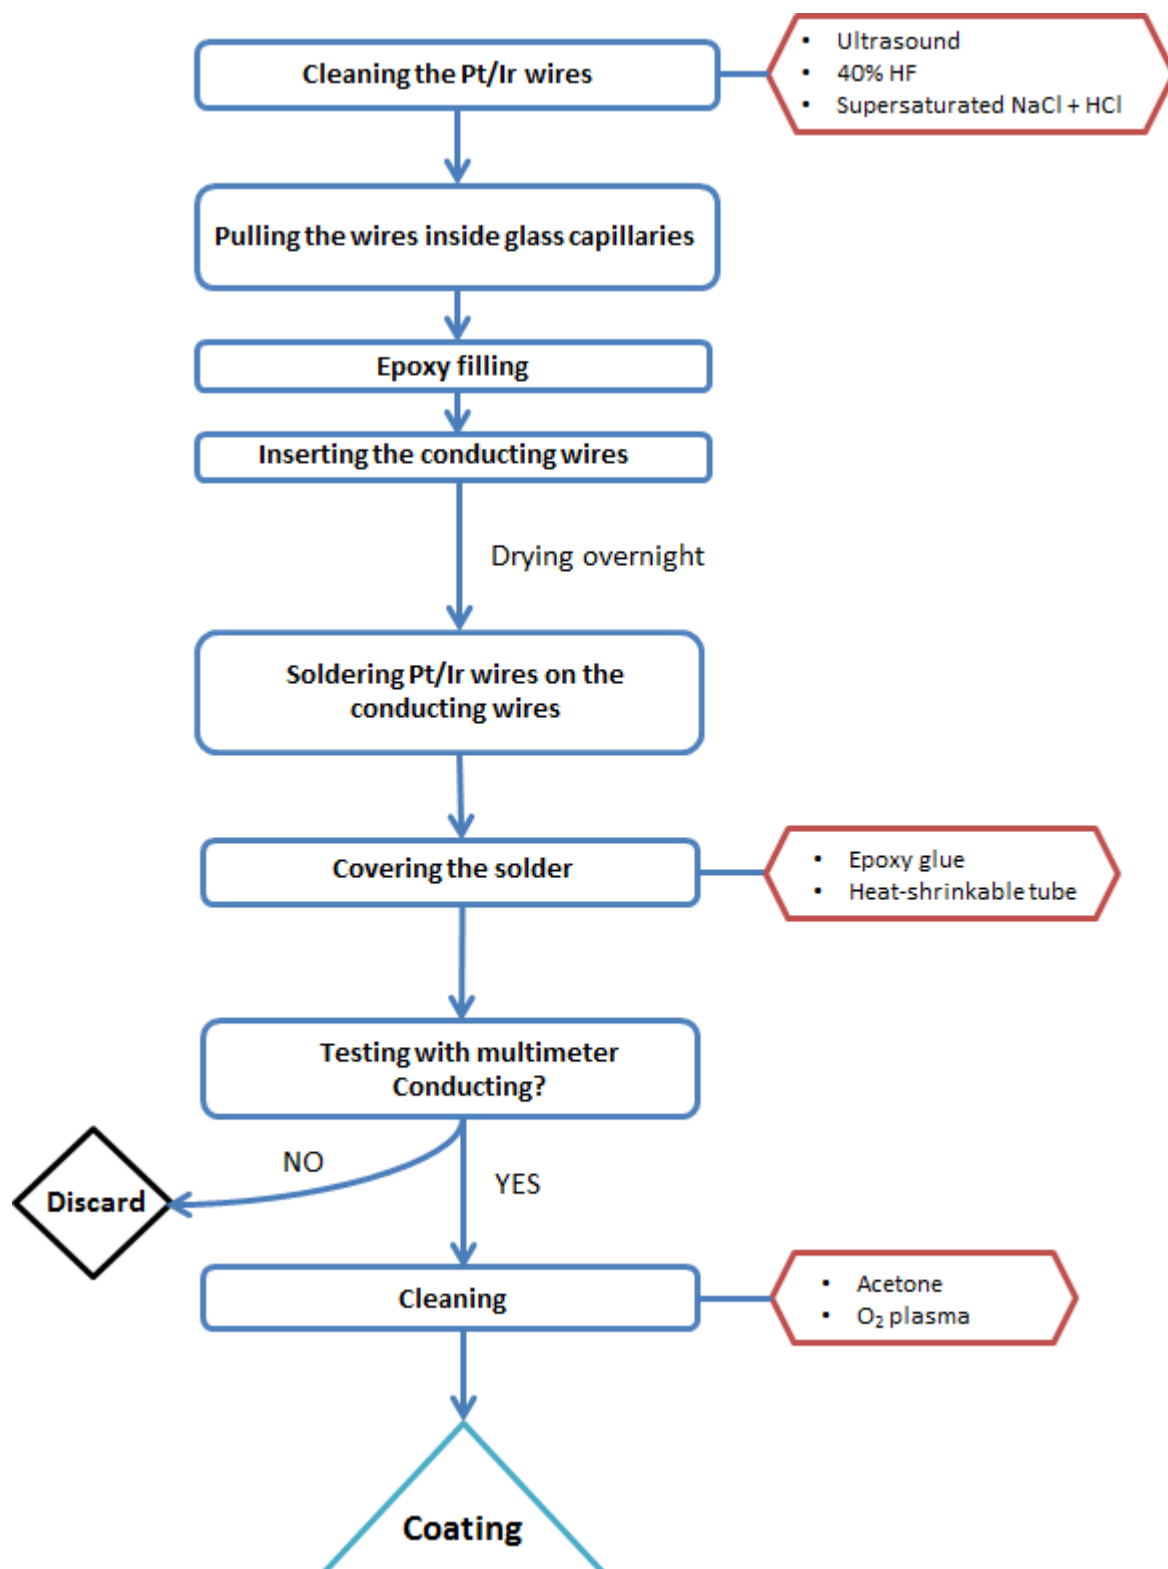 Cleaning the Pt/Ir wires
• Ultrasound
• 40% HF
• Supersaturated NaCl + HCl
Pulling the wires inside glass capillaries
Epoxy filling
Inserting the conducting wires
Drying overnight
Soldering Pt/Ir wires on the
conducting wires
Covering the solder
• Epoxy glue
• Heat-shrinkable tube
Testing with multimeter
Conducting?
NO
YES
Discard
Cleaning
• Acetone
• O₂ plasma
Coating